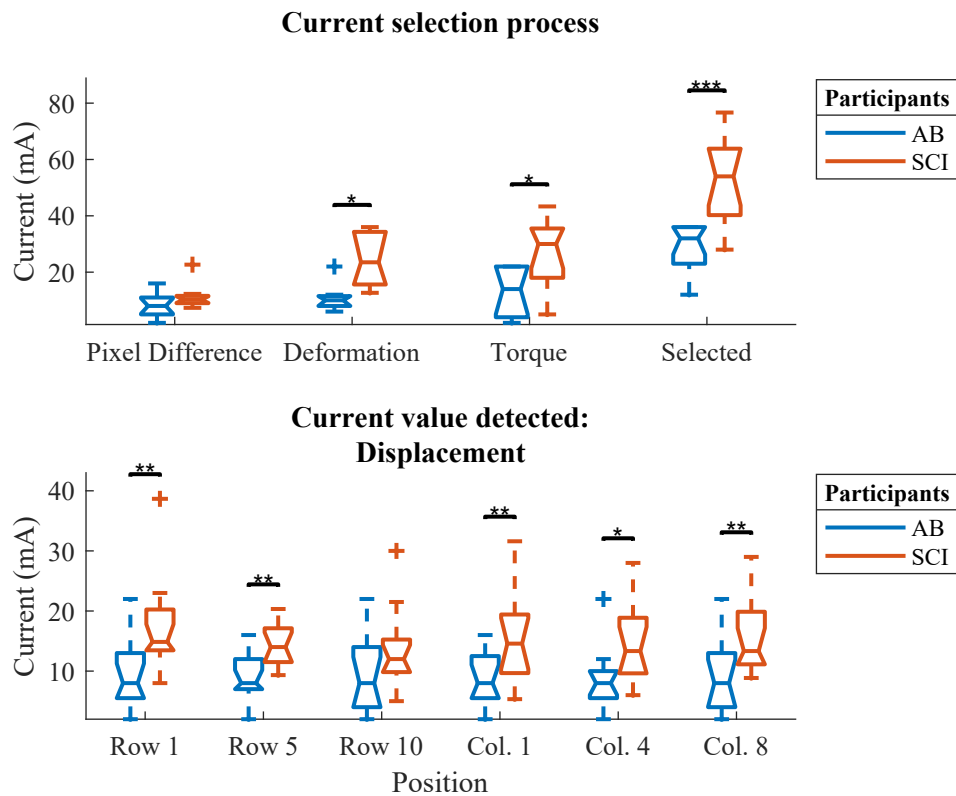 Current selection process
***
*
*
80
60
40
20
Current (mA)
Pixel Difference Deformation Torque Selected
Participants
AB
SCI
Current value detected:
Displacement
** ** ** * **
40
30
20
10
Current (mA)
Row 1 Row 5 Row 10 Col. 1 Col. 4 Col. 8
Position
Participants
AB
SCI